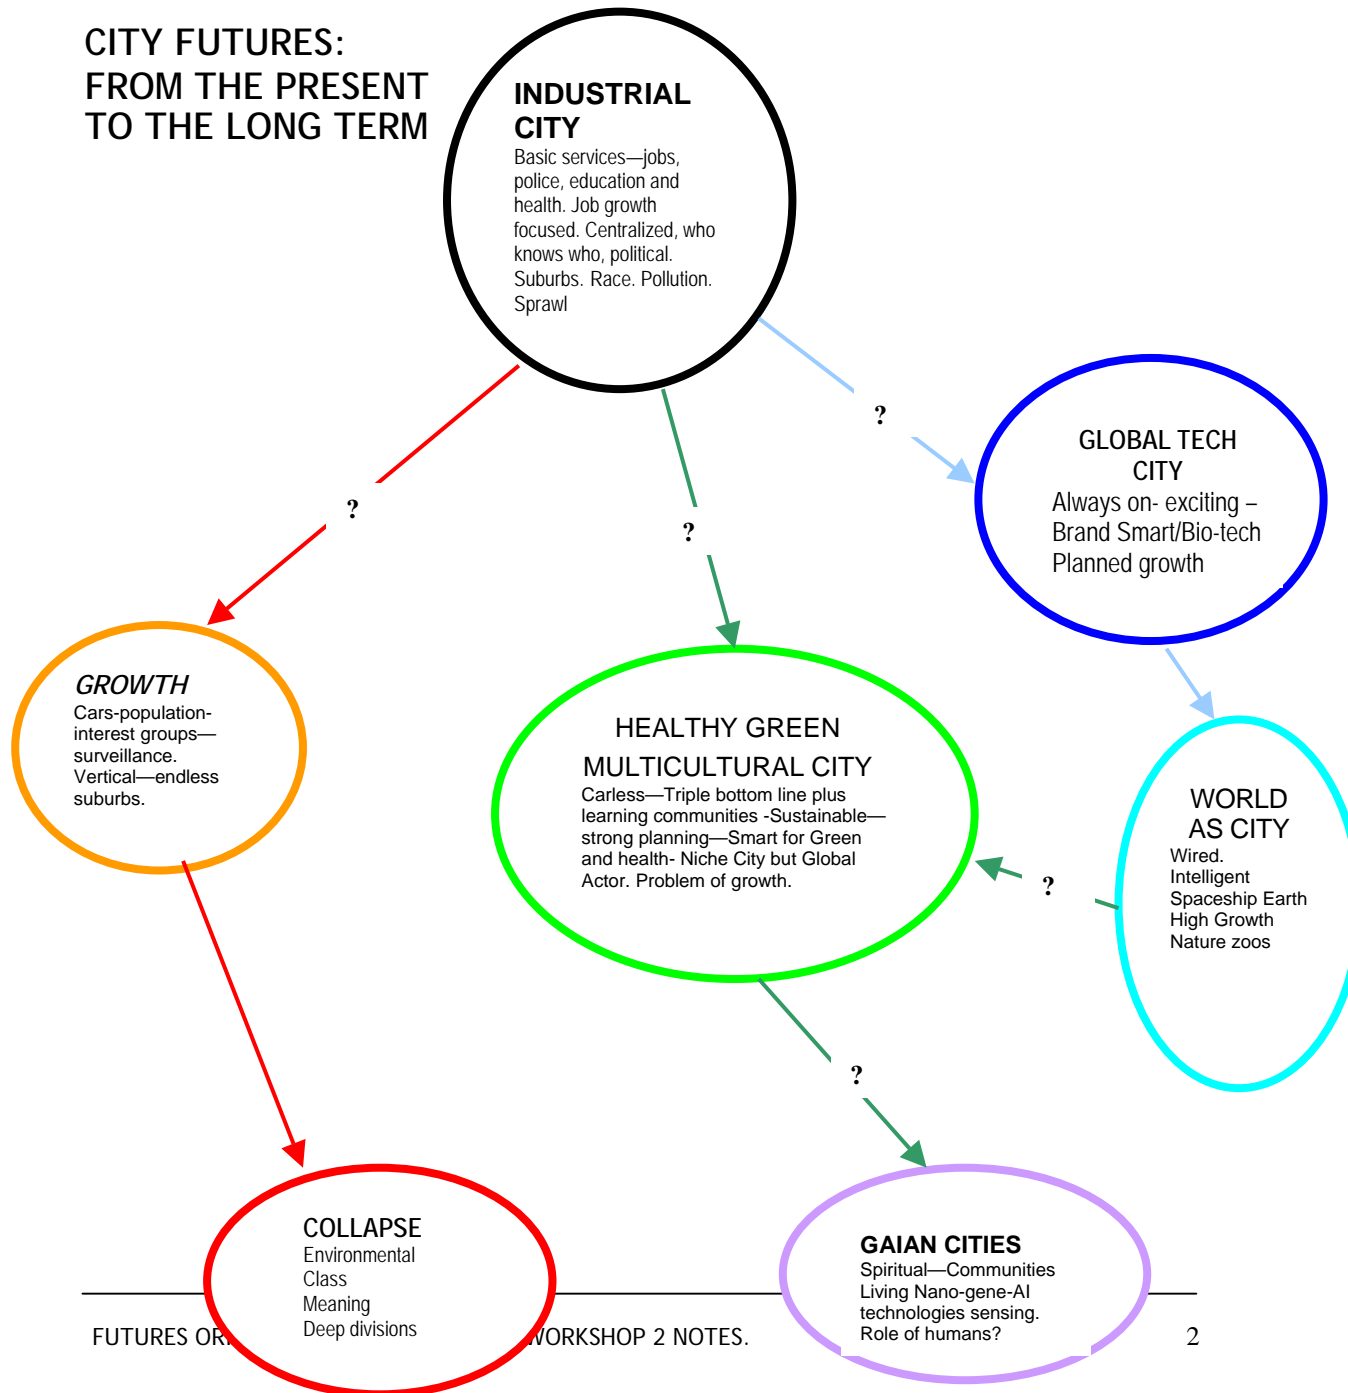 CITY FUTURES:
FROM THE PRESENT
TO THE LONG TERM
INDUSTRIAL
CITY
Basic services—jobs,
police, education and
health. Job growth
focused. Centralized, who
knows who, political.
Suburbs. Race. Pollution.
Sprawl
?
?
?
GLOBAL TECH
CITY
Always on- exciting –
Brand Smart/Bio-tech
Planned growth
GROWTH
Cars-population-
interest groups—
surveillance.
Vertical—endless
suburbs.
HEALTHY GREEN
MULTICULTURAL CITY
Carless—Triple bottom line plus
learning communities -Sustainable—
strong planning—Smart for Green
and health- Niche City but Global
Actor. Problem of growth.
?
WORLD
AS CITY
Wired.
Intelligent
Spaceship Earth
High Growth
Nature zoos
?
COLLAPSE
Environmental
Class
Meaning
Deep divisions
GAIAN CITIES
Spiritual—Communities
Living Nano-gene-AI
technologies sensing.
Role of humans?
FUTURES WORKSHOP 2 NOTES.
2